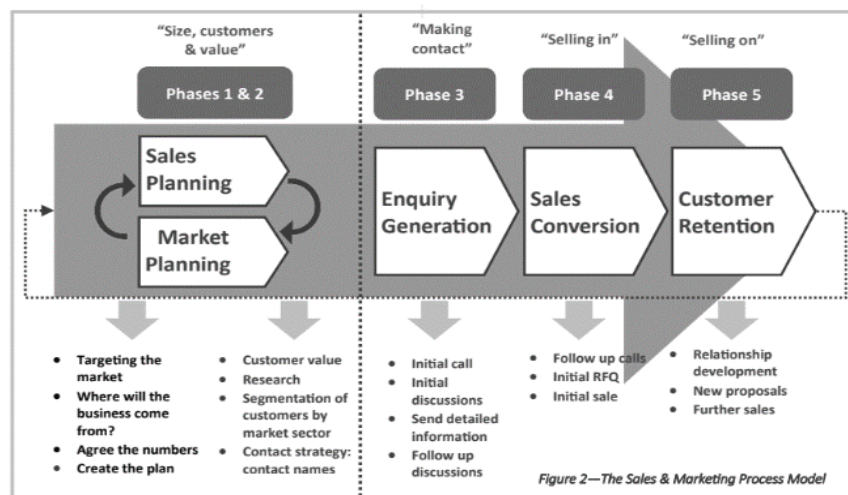 "Size, customers
& value"
"Making
contact"
"Selling in"
"Selling on"
Phases 1 & 2
Phase 3
Phase 4
Phase 5
Sales
Planning
Market
Planning
Enquiry
Generation
Sales
Conversion
Customer
Retention
• Targeting the
market
• Where will the
business come
from?
• Agree the numbers
• Create the plan
• Customer value
• Research
• Segmentation of
customers by
market sector
• Contact strategy:
contact names
• Initial call
• Initial
discussions
• Send detailed
information
• Follow up
discussions
• Follow up calls
• Initial RFQ
• Initial sale
• Relationship
development
• New proposals
• Further sales
Figure 2—The Sales & Marketing Process Model